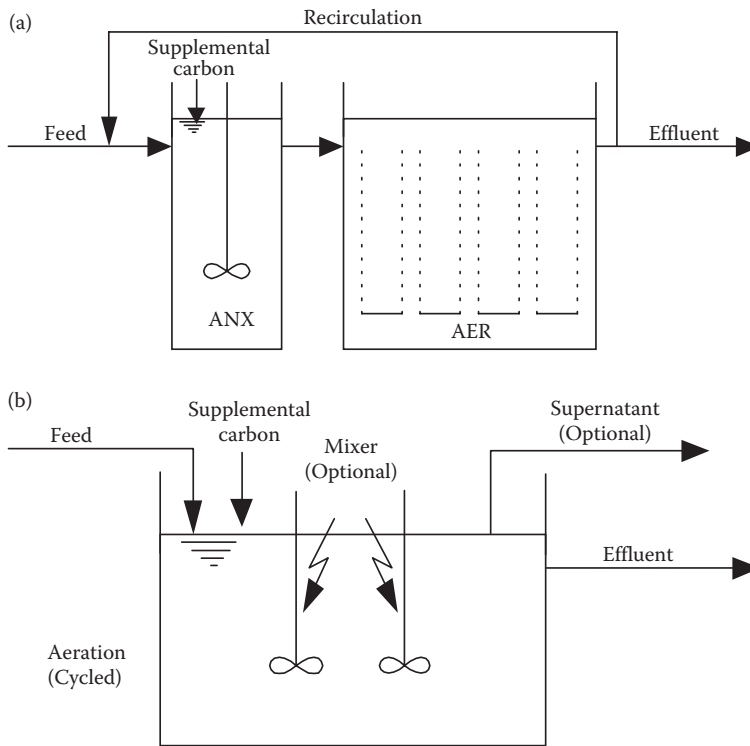 (a)
Recirculation
Supplemental
carbon
Feed
Effluent
ANX
AER
(b)
Feed
Supplemental
carbon
Mixer
(Optional)
Supernatant
(Optional)
Effluent
Aeration
(Cycled)